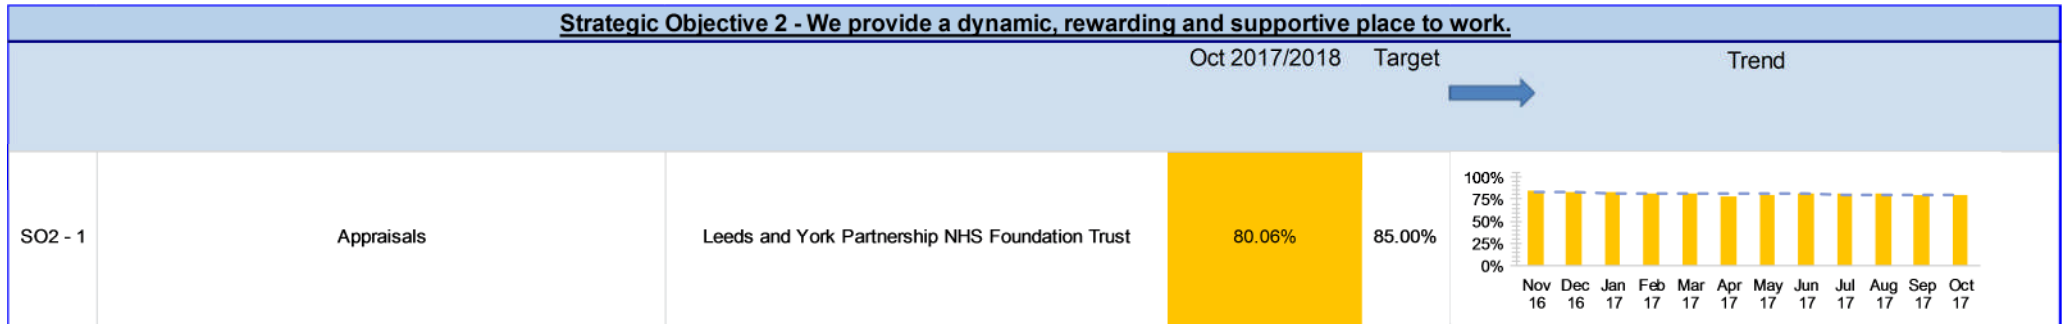 Strategic Objective 2 - We provide a dynamic, rewarding and supportive place to work.
Oct 2017/2018 Target Trend
SO2 - 1 Appraisals Leeds and York Partnership NHS Foundation Trust 80.06% 85.00%
100%
75%
50%
25%
0%
Nov Dec Jan Feb Mar Apr May Jun Jul Aug Sep Oct
16 16 17 17 17 17 17 17 17 17 17 17